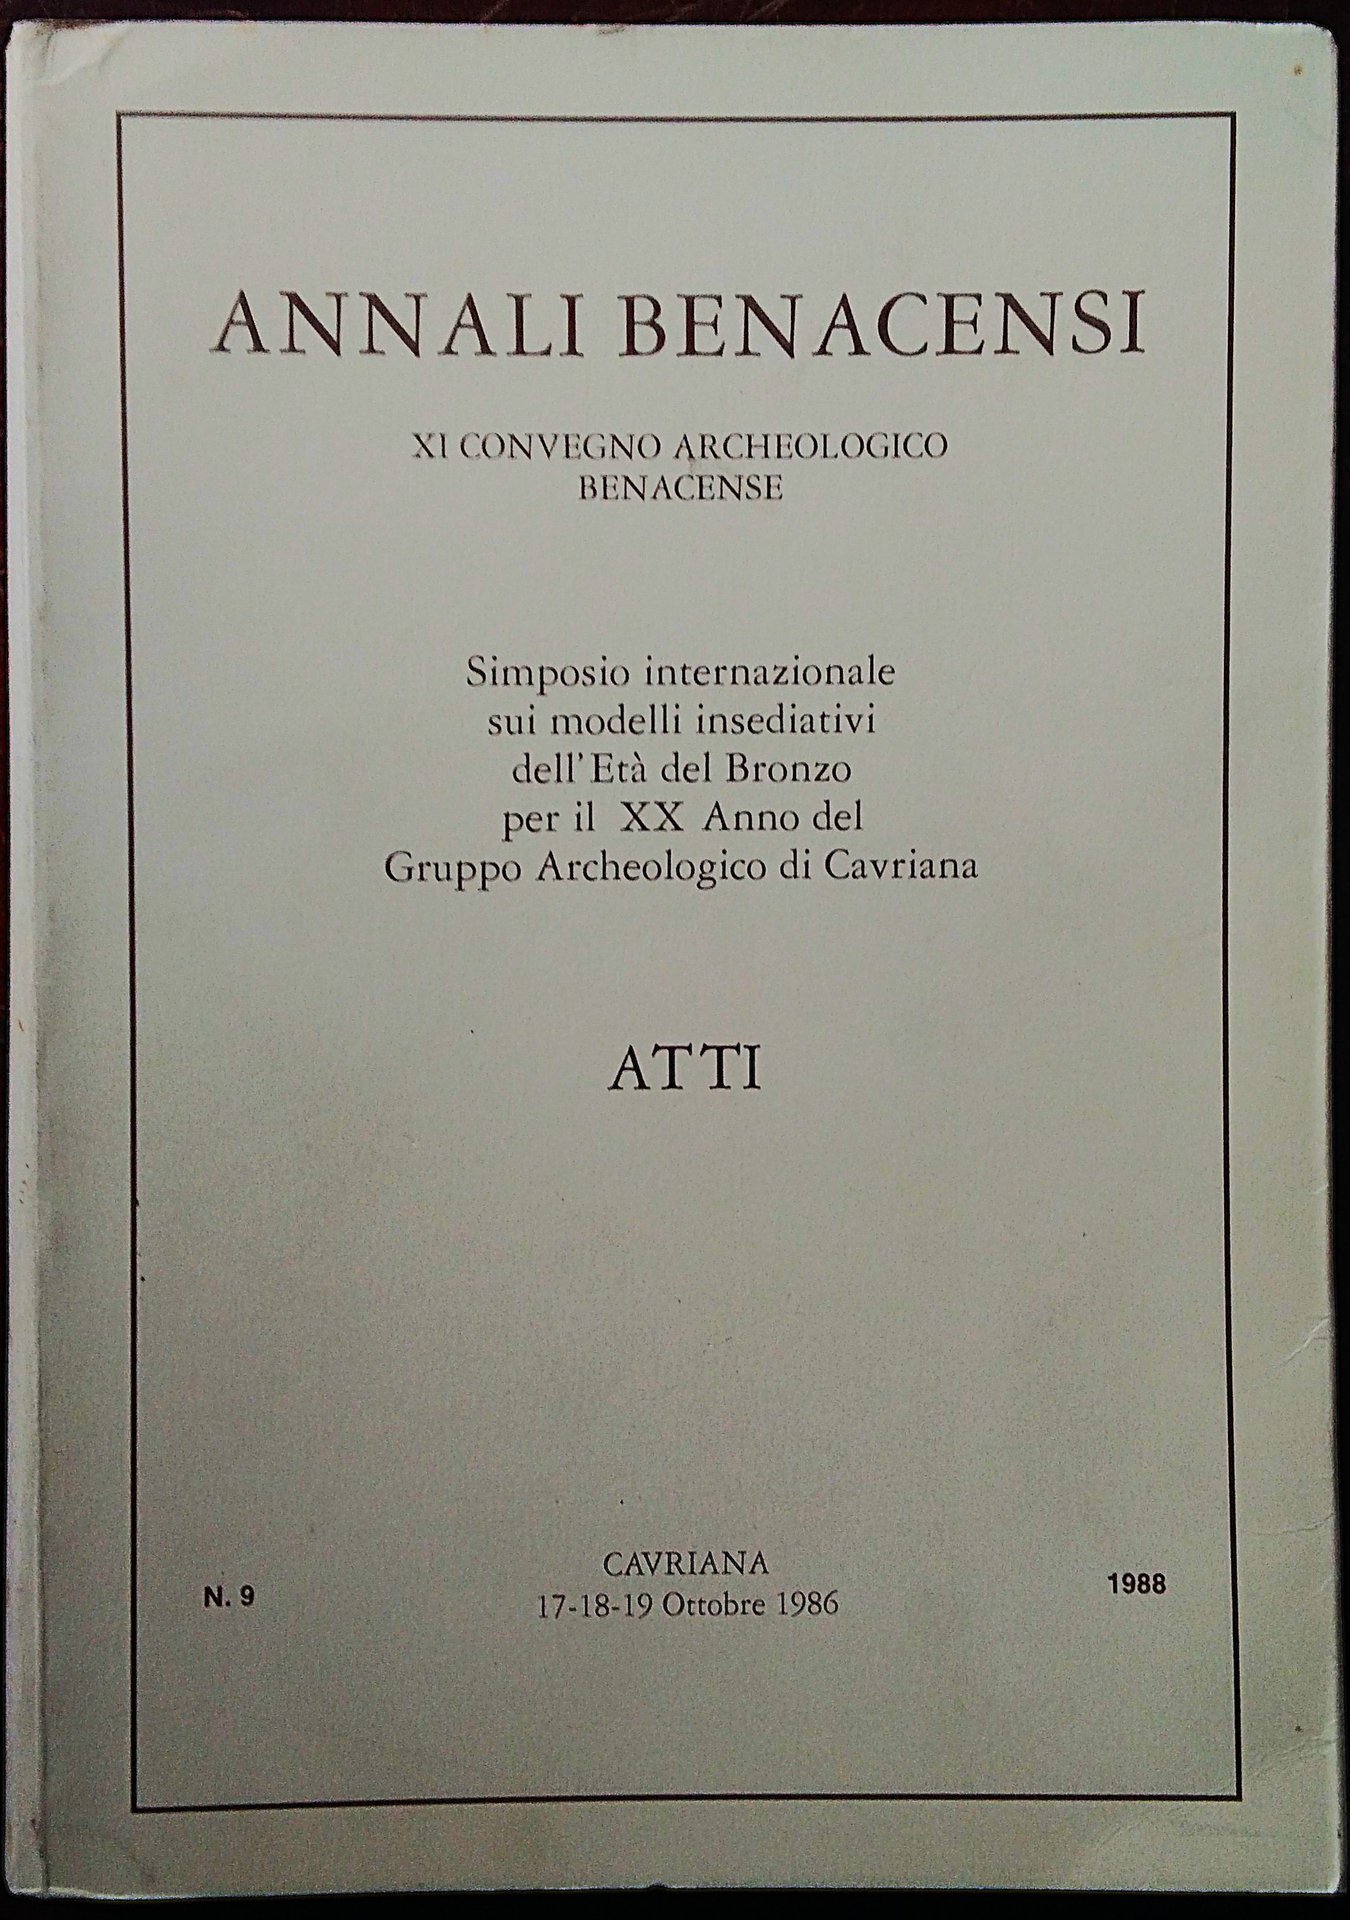 ANNALI BENACENSI
XI CONVEGNO ARCHEOLOGICO
BENACENSE
Simposio internazionale
sui modelli insediativi
dell'Età del Bronzo
per il XX Anno del
Gruppo Archeologico di Cavriana
ATTI
CAVRIANA
17-18-19 Ottobre 1986
N. 9
1988